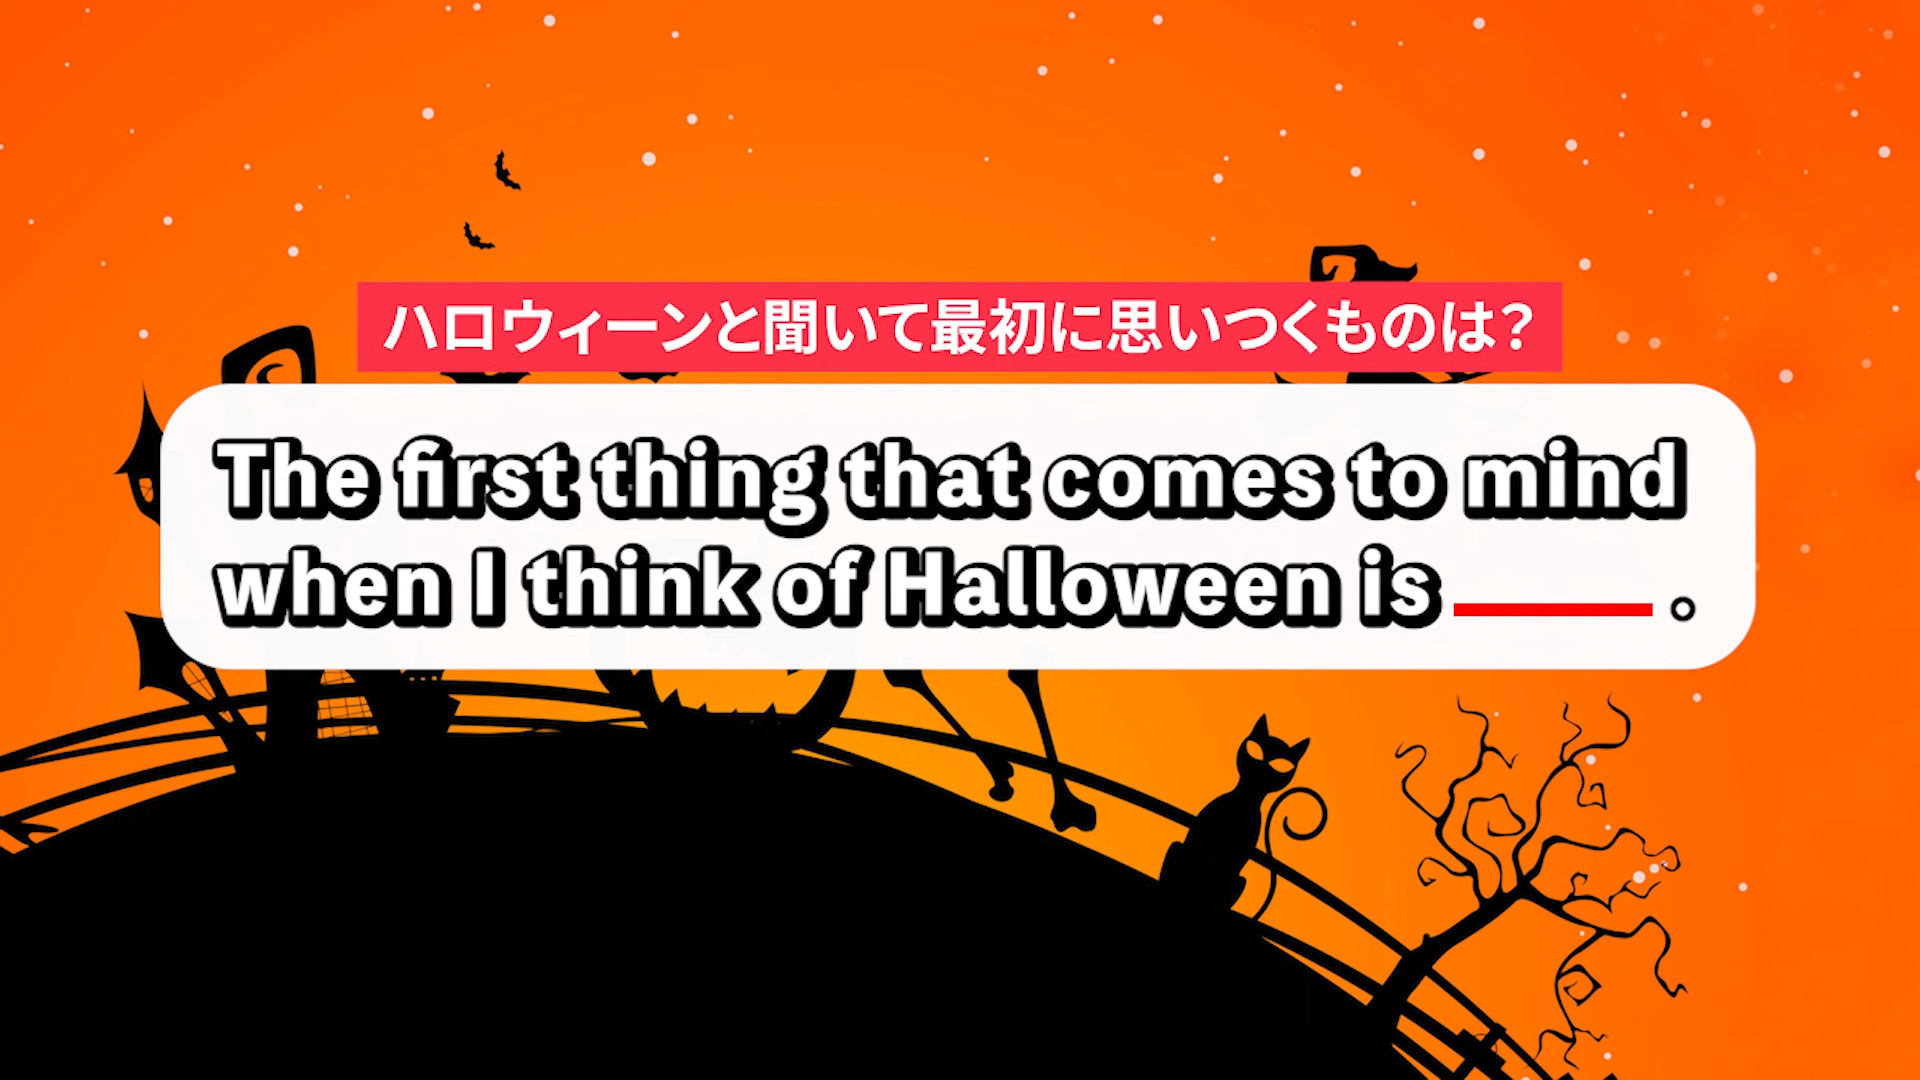 ハロウィーンと聞いて最初に思いつくものは？
The first thing that comes to mind
when I think of Halloween is ____ 。